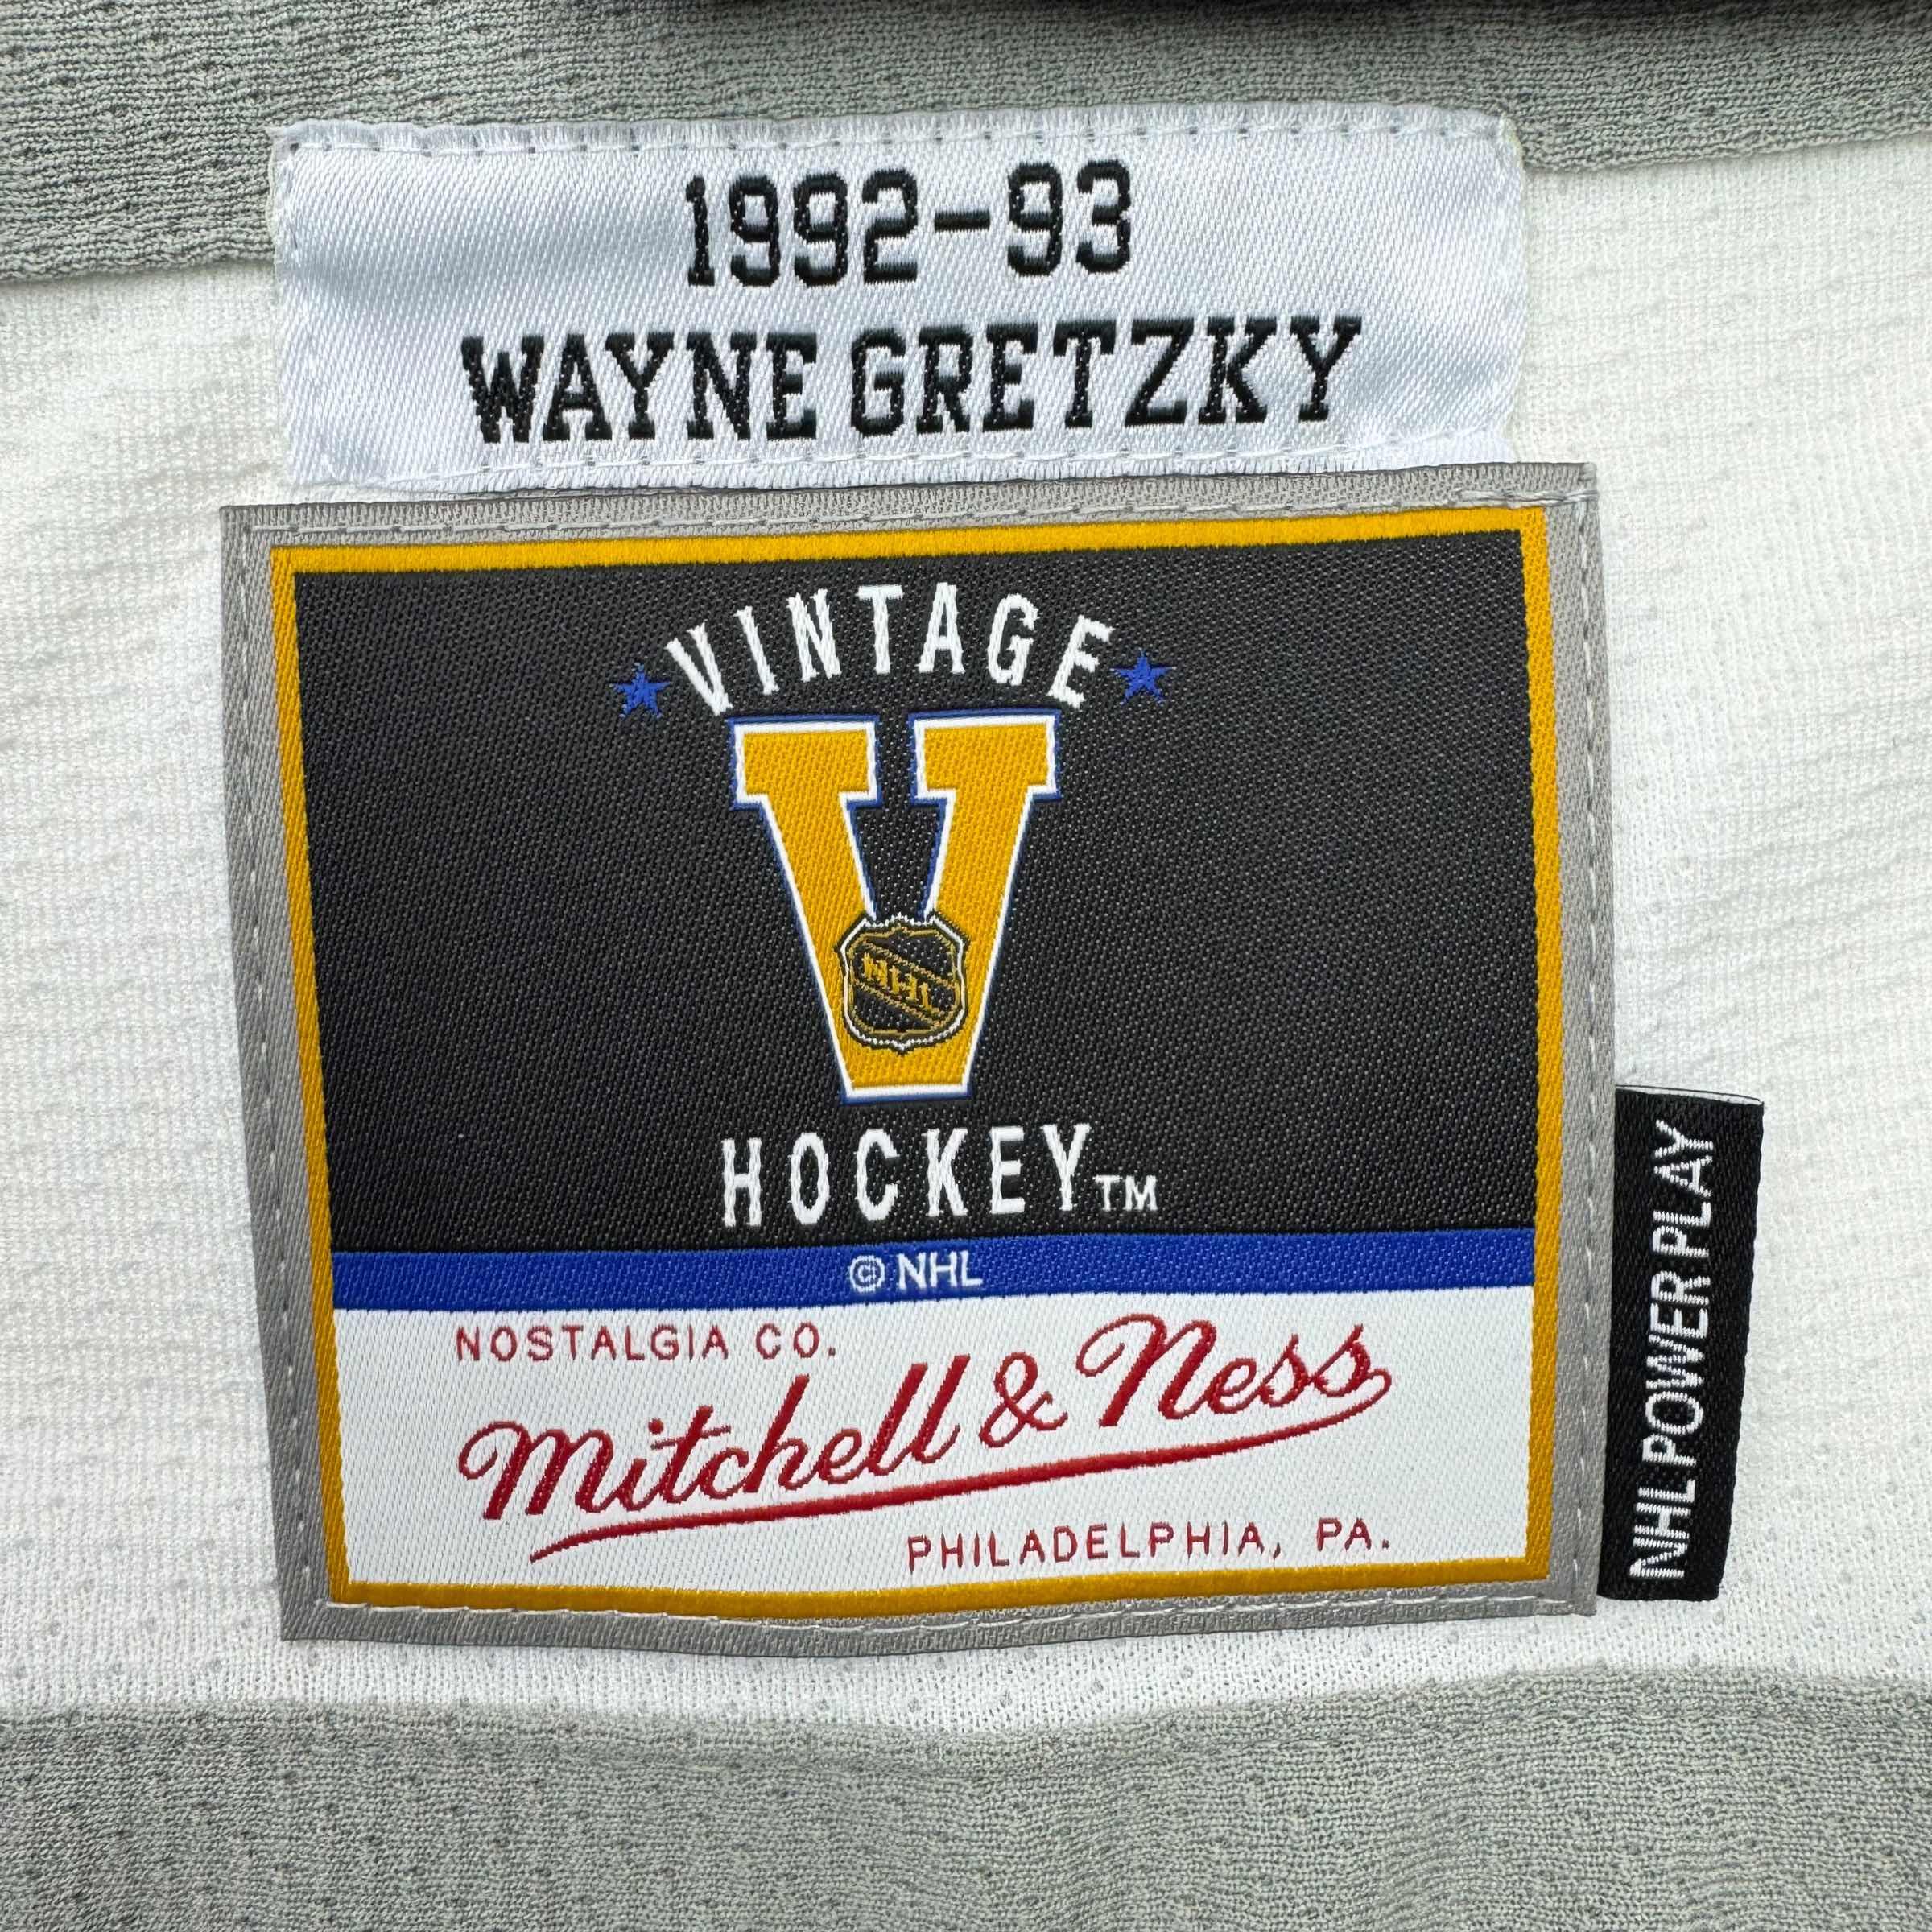 1992-93
WAYNE GRETZKY
VINTAGE
V
NHL
HOCKEY™
© NHL
NOSTALGIA CO.
Mitchell & Ness
PHILADELPHIA, PA.
NHL POWER PLAY